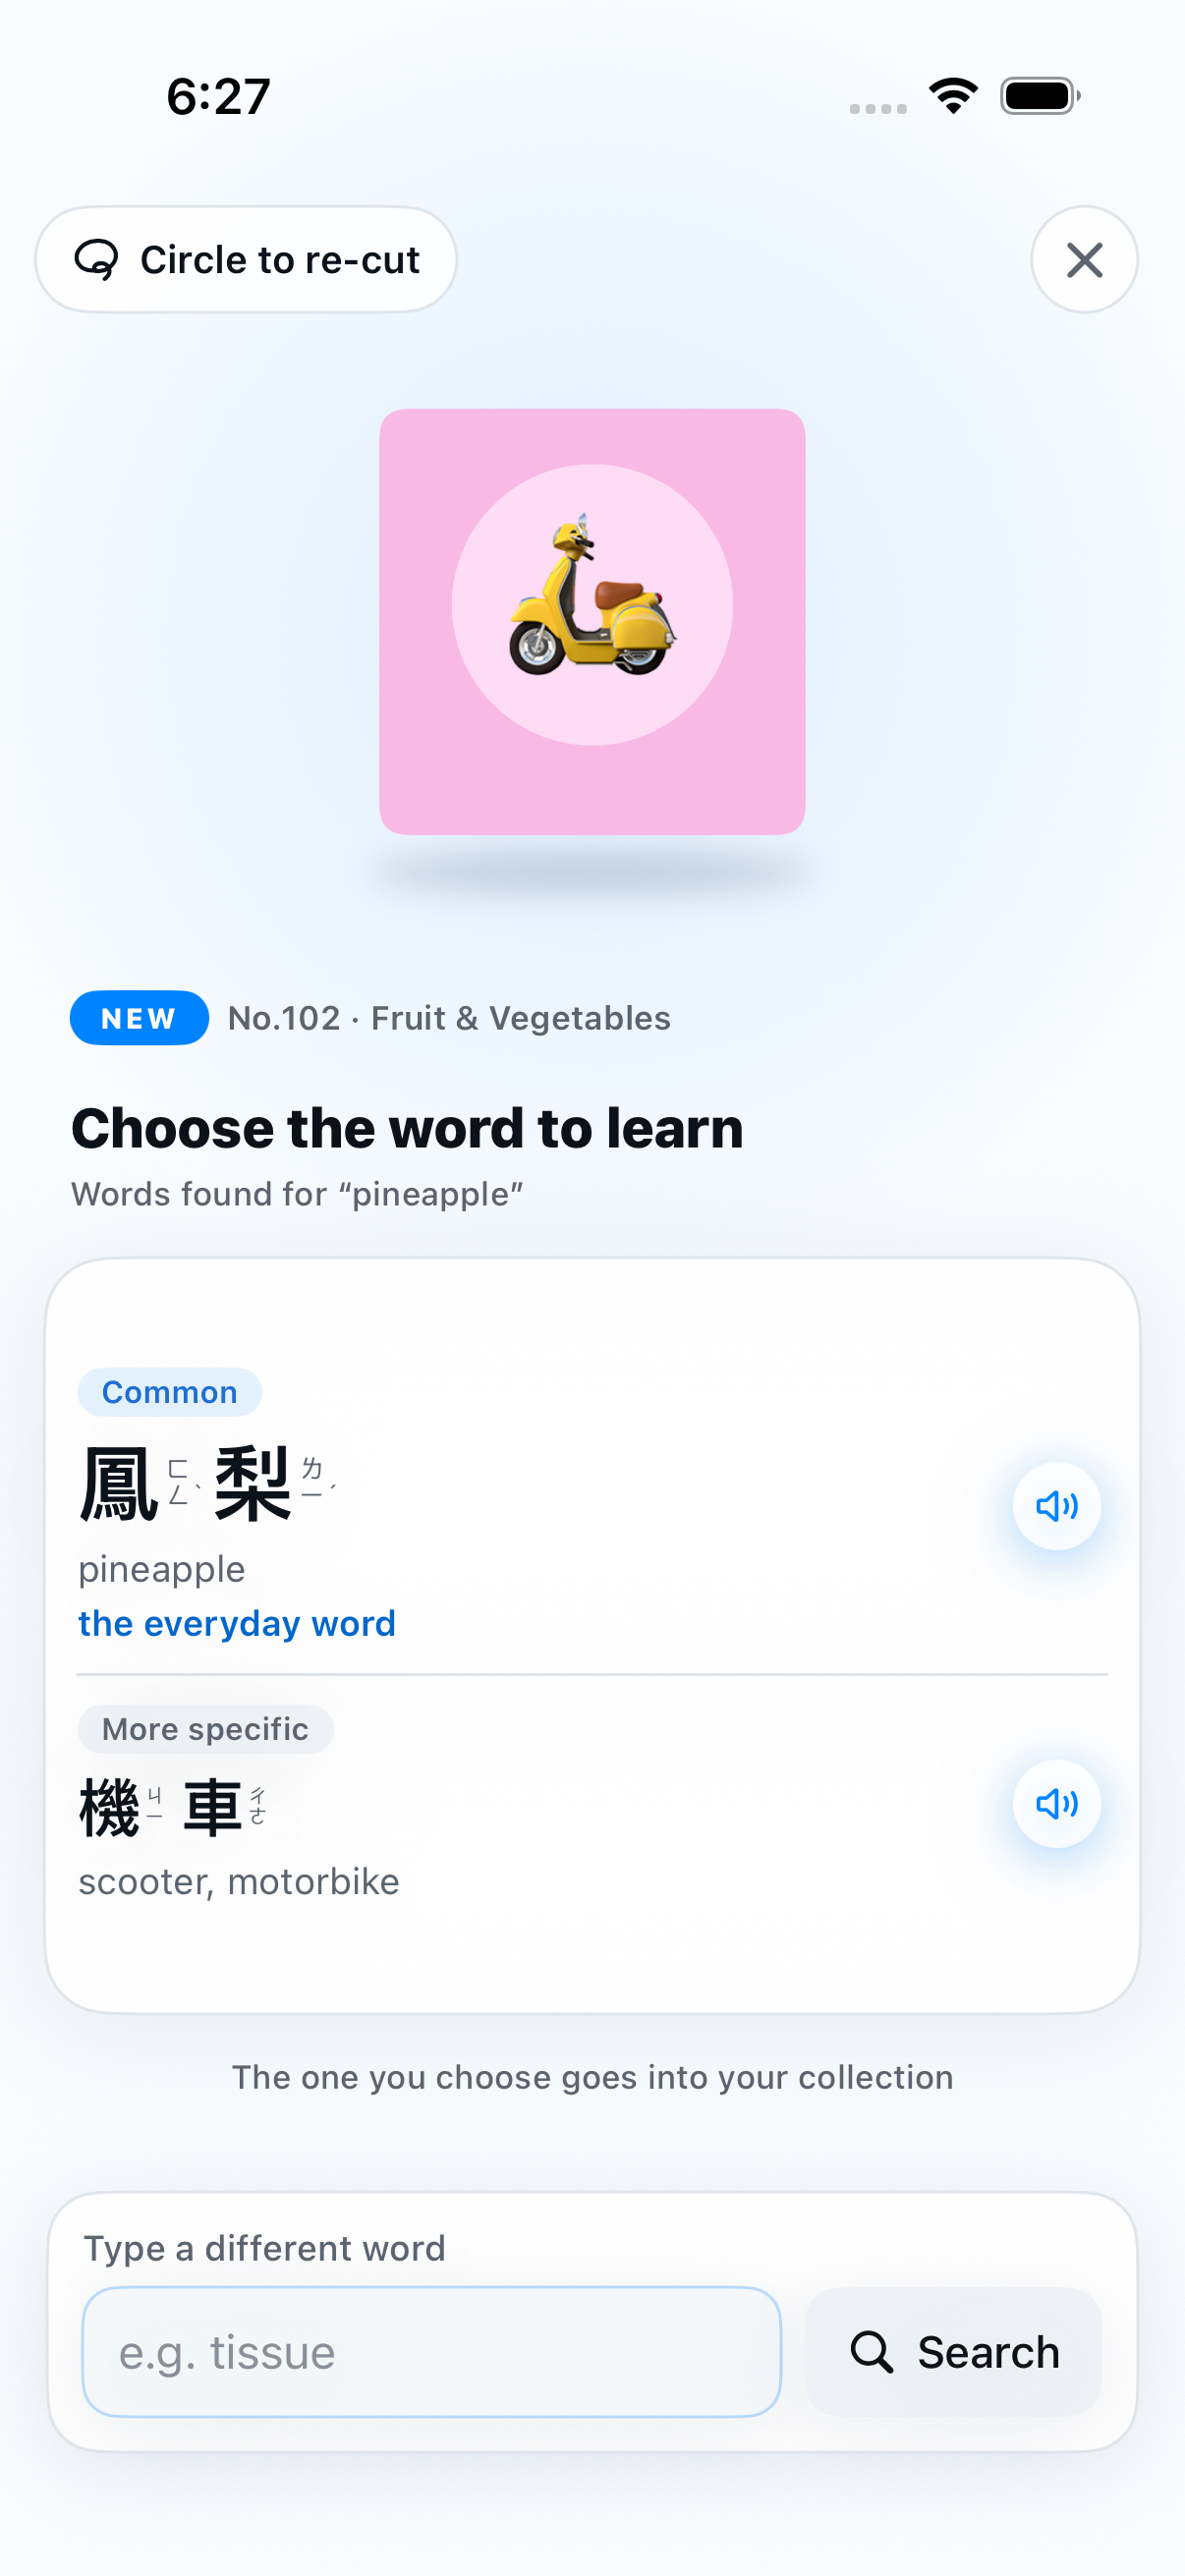 6:27
Circle to re-cut
NEW No.102 · Fruit & Vegetables
Choose the word to learn
Words found for “pineapple”
Common
鳳ㄈㄥˋ梨ㄌㄧˊ
pineapple
the everyday word
More specific
機ㄐㄧ 車ㄔㄜ
scooter, motorbike
The one you choose goes into your collection
Type a different word
e.g. tissue
Search